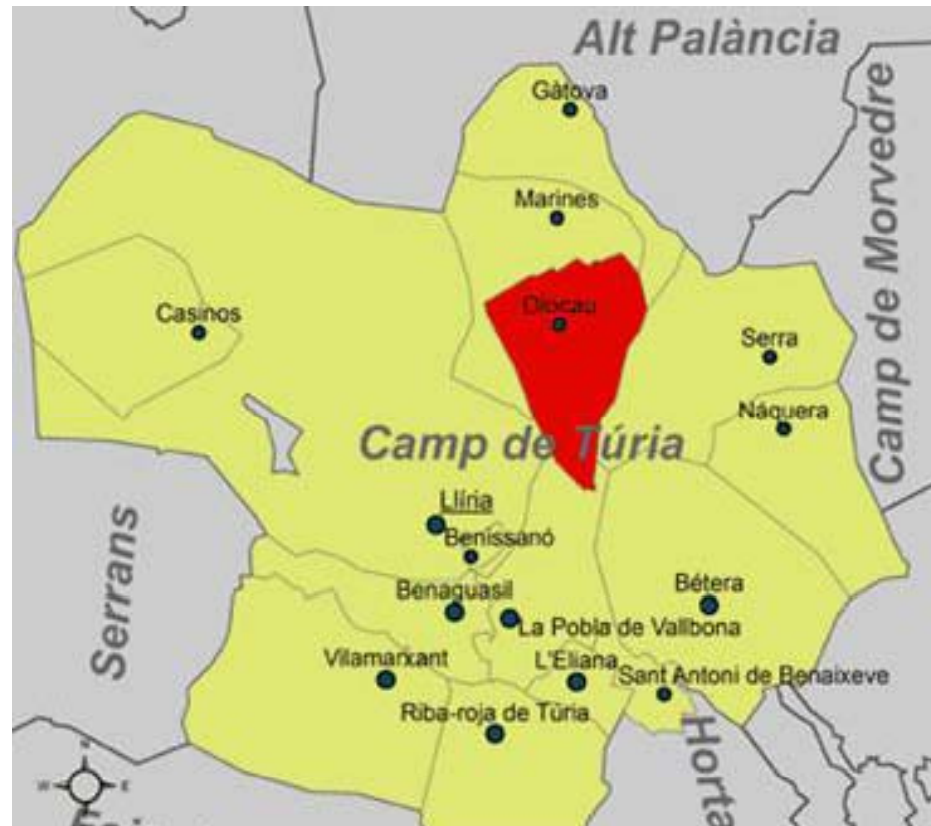 Alt Palància
Gàtova
Camp de Morvedre
Marines
Olocau
Casinos
Serra
Náquera
Camp de Túria
Llíria
Benissanó
Serrans
Benaguasil
Bétera
La Pobla de Vallbona
Vilamarxant
L'Eliana
Sant Antoni de Benaixeve
Riba-roja de Túria
Horta
N
W
E